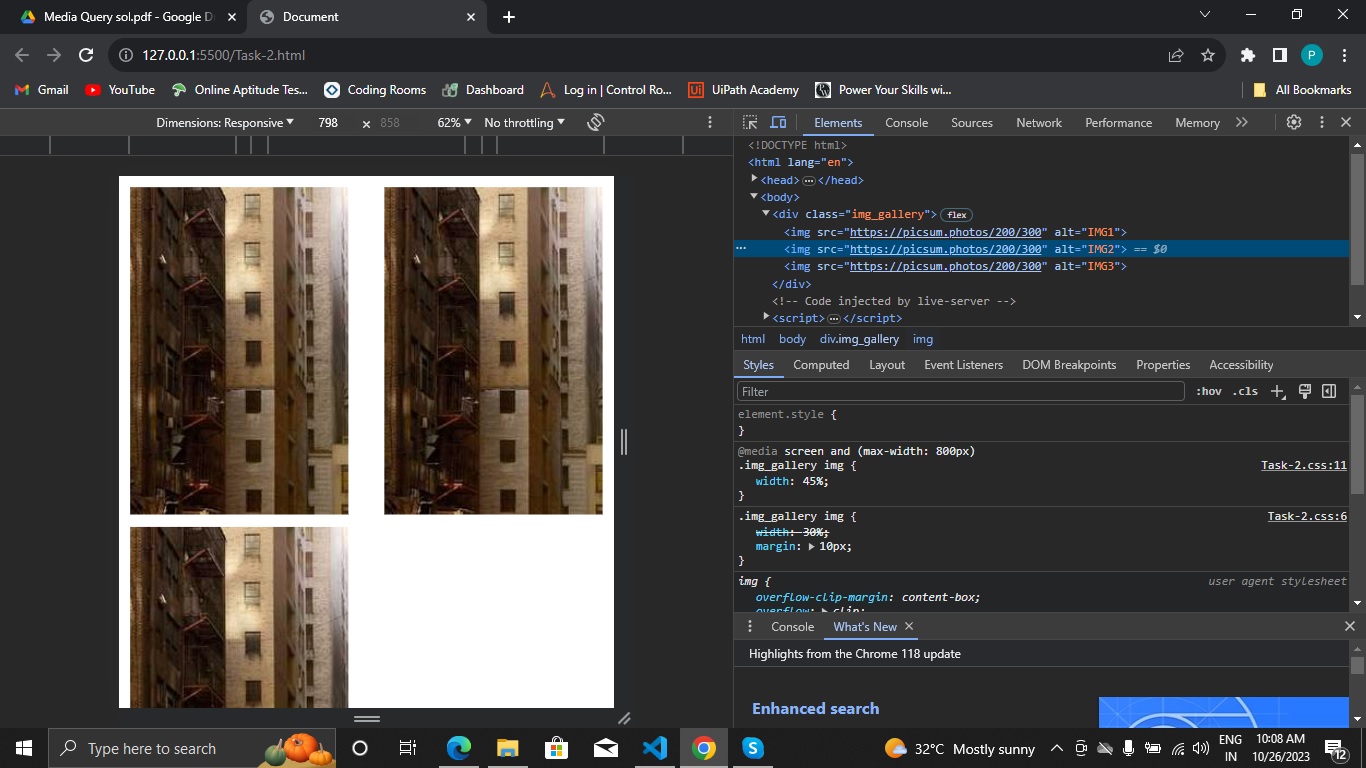 Media Query sol.pdf - Google D
Document
127.0.0.1:5500/Task-2.html
P
Gmail
YouTube
Online Aptitude Tes...
Coding Rooms
Dashboard
Log in | Control Ro...
Ui
UiPath Academy
Power Your Skills wi...
All Bookmarks
Dimensions: Responsive
798
x
858
62%
No throttling
Elements
Console
Sources
Network
Performance
Memory
<!DOCTYPE html>
<html lang="en">
<head> ⋯ </head>
<body>
<div class="img_gallery"> flex
<img src="https://picsum.photos/200/300" alt="IMG1">
<img src="https://picsum.photos/200/300" alt="IMG2"> == $0
<img src="https://picsum.photos/200/300" alt="IMG3">
</div>
<!-- Code injected by live-server -->
<script> ⋯ </script>
html body div.img_gallery img
Styles
Computed
Layout
Event Listeners
DOM Breakpoints
Properties
Accessibility
Filter
:hov
.cls
element.style {
}
@media screen and (max-width: 800px)
.img_gallery img {
Task-2.css:11
width: 45%;
}
.img_gallery img {
Task-2.css:6
width: 30%;
margin: 10px;
}
img {
user agent stylesheet
overflow-clip-margin: content-box;
overflow: clip;
Console
What's New
Highlights from the Chrome 118 update
Enhanced search
Type here to search
32°C Mostly sunny
ENG
IN
10:08 AM
10/26/2023
12